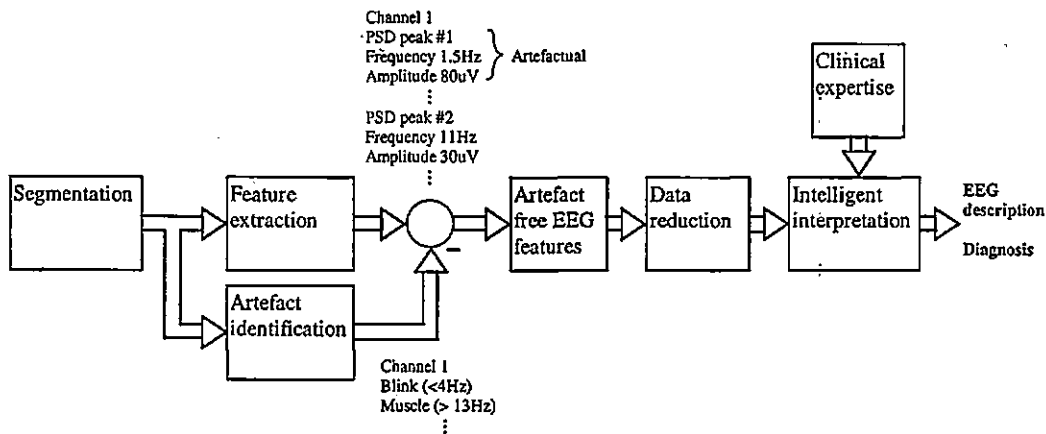 Channel 1
PSD peak #1
Frequency 1.5Hz
Amplitude 80uV
Artefactual
PSD peak #2
Frequency 11Hz
Amplitude 30uV
Clinical
expertise
Segmentation
Feature
extraction
Artefact
free EEG
features
Data
reduction
Intelligent
interpretation
EEG
description
Diagnosis
-
Artefact
identification
Channel 1
Blink (<4Hz)
Muscle (> 13Hz)